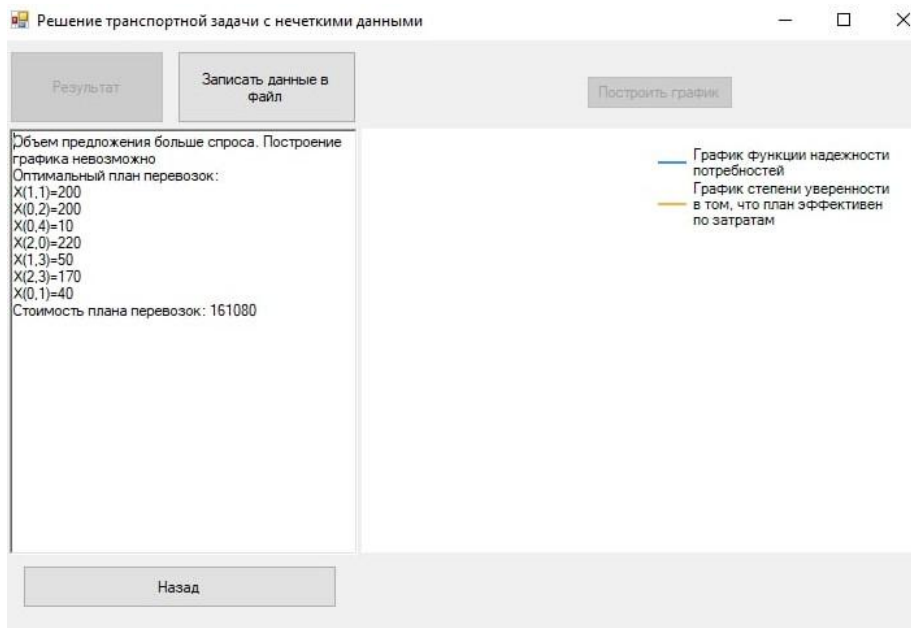 Решение транспортной задачи с нечеткими данными
Результат
Записать данные в
файл
Построить график
Объем предложения больше спроса. Построение
графика невозможно
Оптимальный план перевозок:
X(1,1)=200
X(0,2)=200
X(0,4)=10
X(2,0)=220
X(1,3)=50
X(2,3)=170
X(0,1)=40
Стоимость плана перевозок: 161080
График функции надежности
потребностей
График степени уверенности
в том, что план эффективен
по затратам
Назад